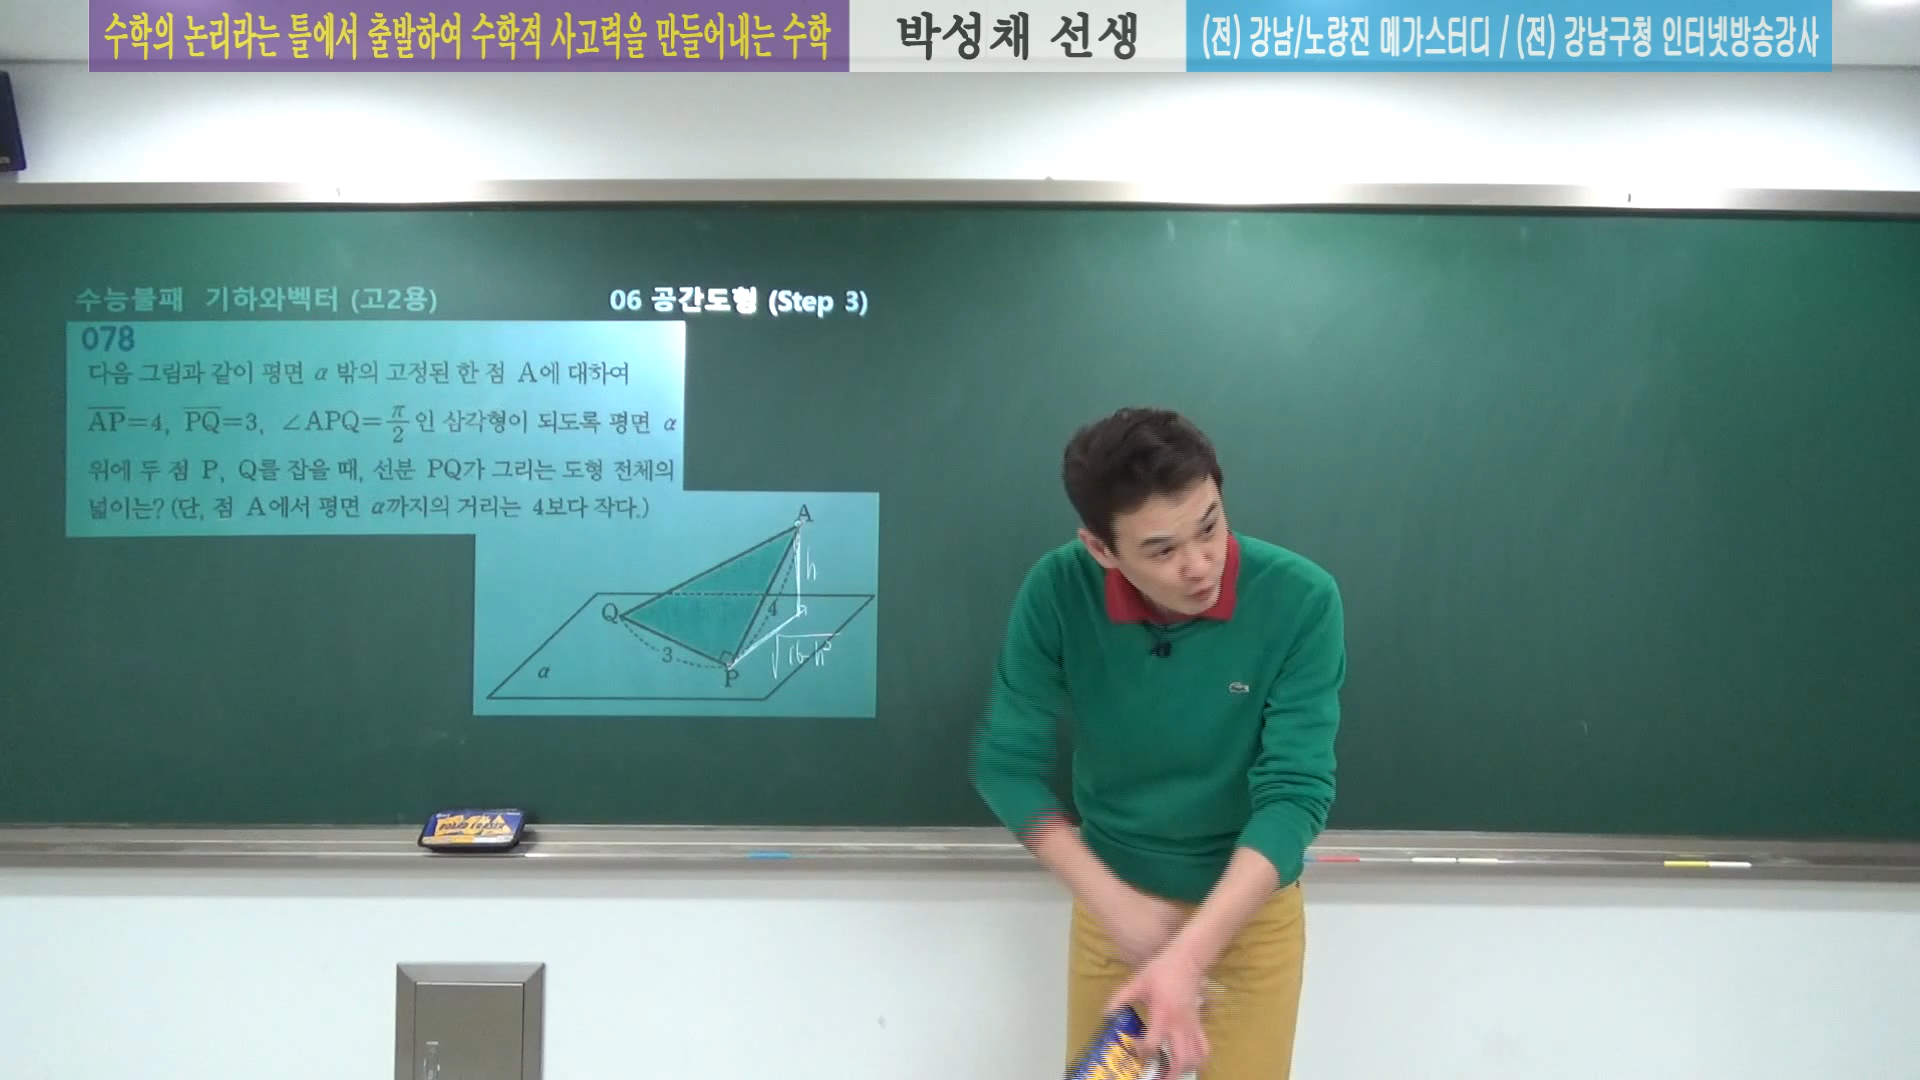 수학의 논리라는 틀에서 출발하여 수학적 사고력을 만들어내는 수학
박성채 선생
(전) 강남/노량진 메가스터디 / (전) 강남구청 인터넷방송강사
수능불패 기하와벡터 (고2용)
06 공간도형 (Step 3)
078
다음 그림과 같이 평면 α 밖의 고정된 한 점 A에 대하여
AP=4, PQ=3, ∠APQ=π/2 인 삼각형이 되도록 평면 α
위에 두 점 P, Q를 잡을 때, 선분 PQ가 그리는 도형 전체의
넓이는? (단, 점 A에서 평면 α까지의 거리는 4보다 작다.)
A
h
Q
4
3
√16-h²
α
P